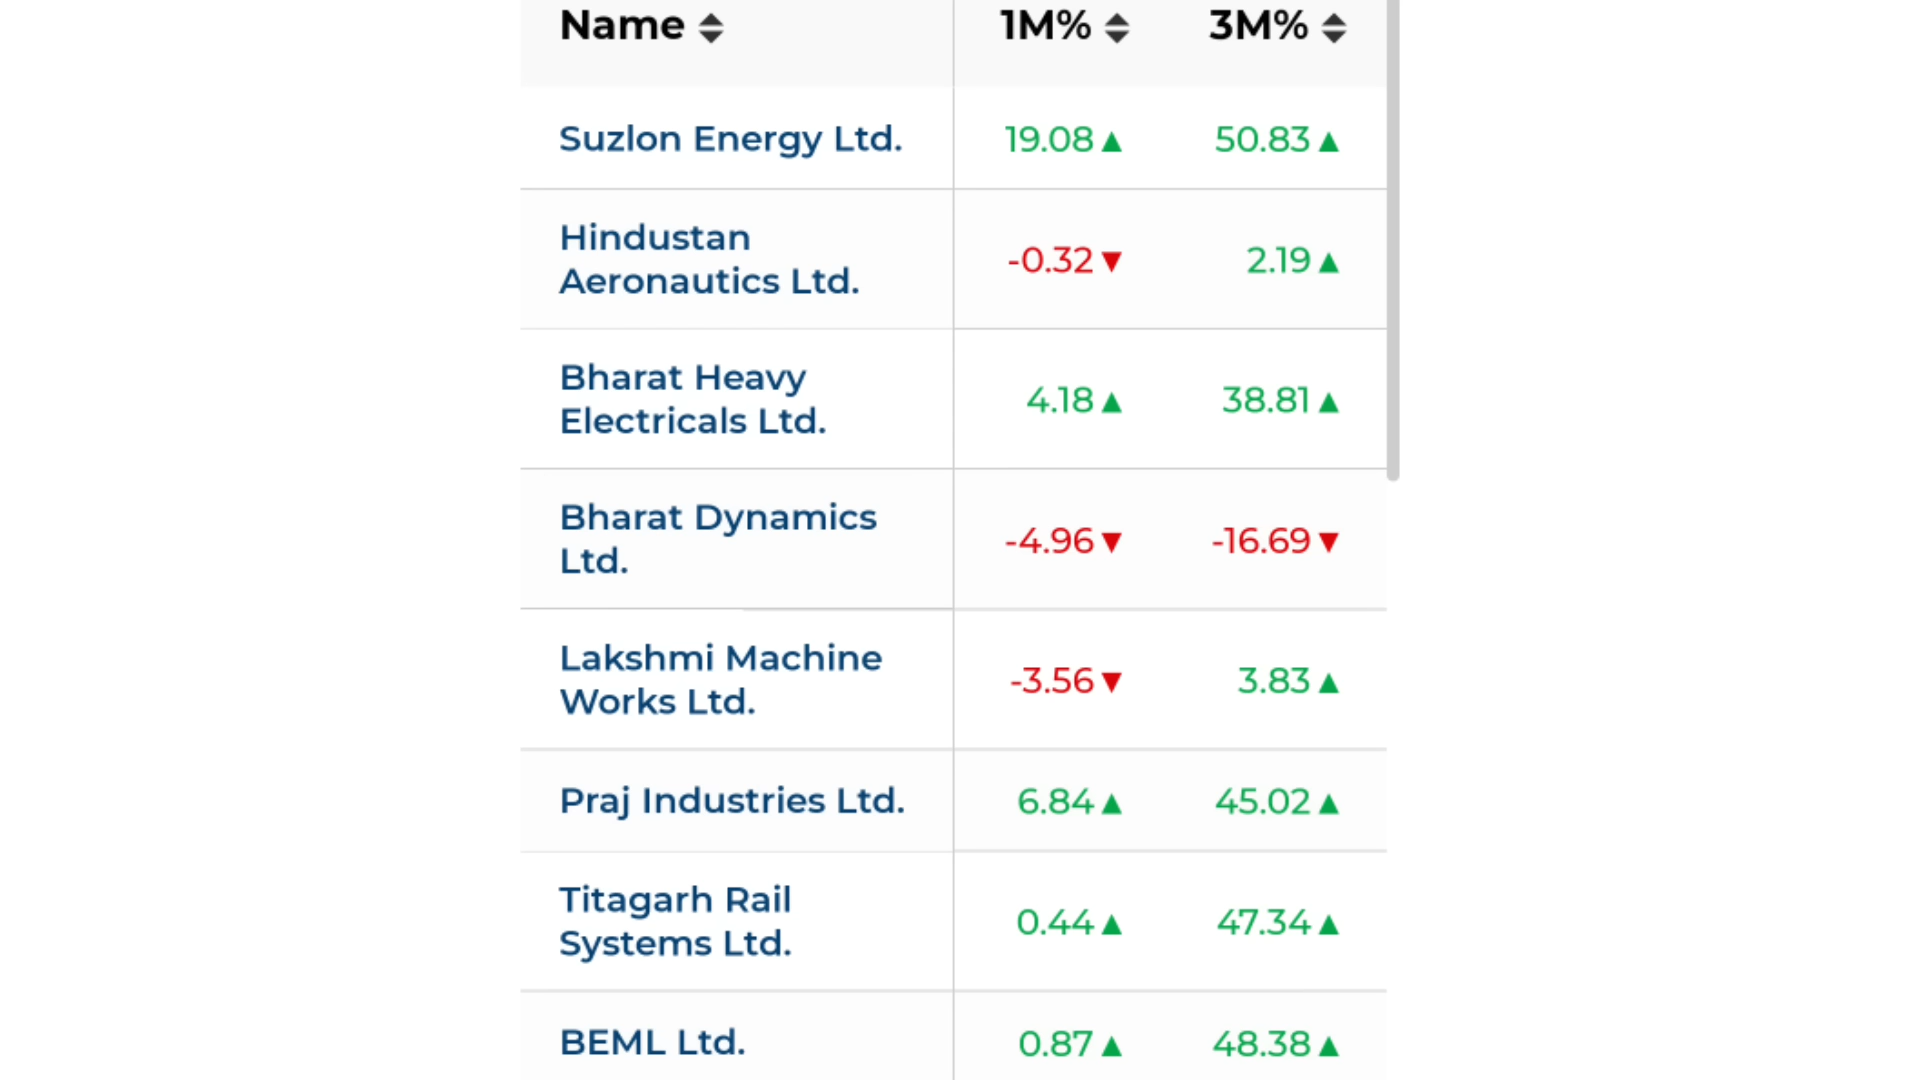 Name 1M% 3M%
Suzlon Energy Ltd. 19.08 50.83
Hindustan
Aeronautics Ltd. -0.32 2.19
Bharat Heavy
Electricals Ltd. 4.18 38.81
Bharat Dynamics
Ltd. -4.96 -16.69
Lakshmi Machine
Works Ltd. -3.56 3.83
Praj Industries Ltd. 6.84 45.02
Titagarh Rail
Systems Ltd. 0.44 47.34
BEML Ltd. 0.87 48.38